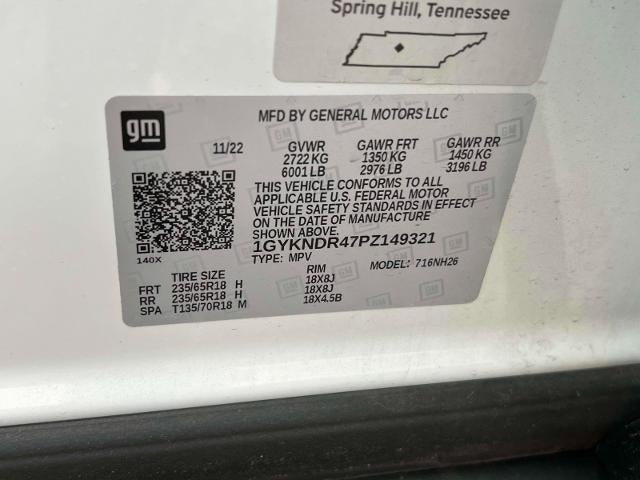 Spring Hill, Tennessee
gm
MFD BY GENERAL MOTORS LLC
11/22 GVWR GAWR FRT GAWR RR
2722 KG 1350 KG 1450 KG
6001 LB 2976 LB 3196 LB
THIS VEHICLE CONFORMS TO ALL
APPLICABLE U.S. FEDERAL MOTOR
VEHICLE SAFETY STANDARDS IN EFFECT
ON THE DATE OF MANUFACTURE
SHOWN ABOVE.
1GYKNDR47PZ149321
140X TYPE: MPV MODEL: 716NH26
TIRE SIZE RIM
FRT 235/65R18 H 18X8J
RR 235/65R18 H 18X8J
SPA T135/70R18 M 18X4.5B